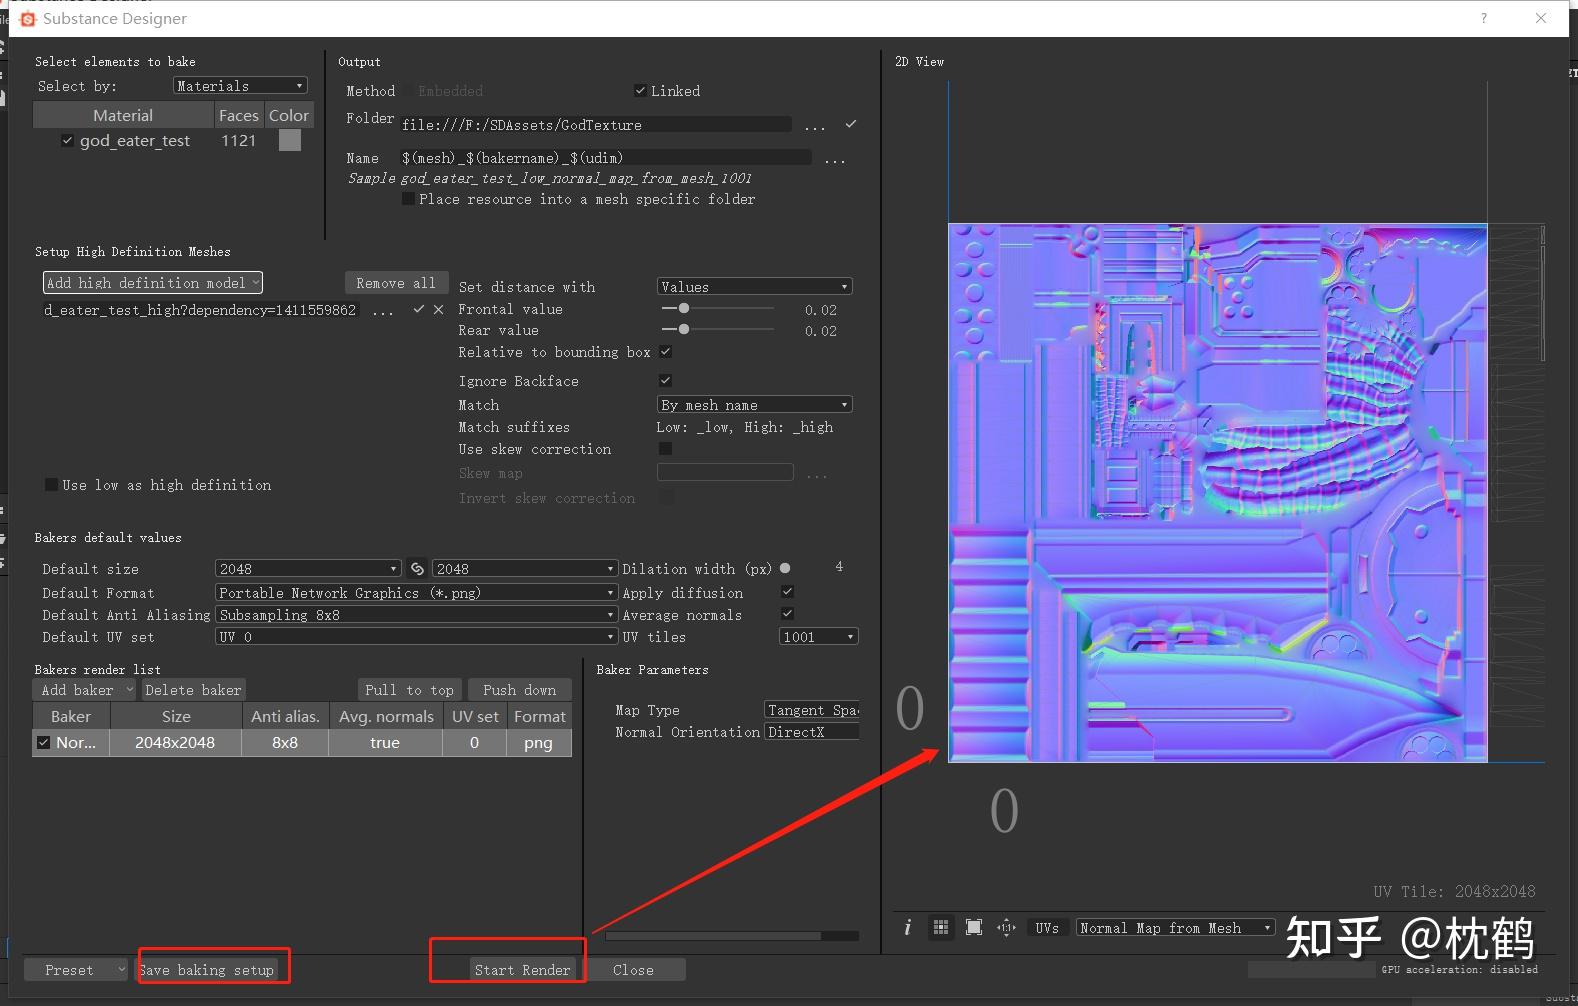 Substance Designer
?
Select elements to bake
Select by: Materials
Material Faces Color
god_eater_test 1121
Output
Method Embedded Linked
Folder file:///F:/SDAssets/GodTexture ...
Name $(mesh)_$(bakername)_$(udim) ...
Sample god_eater_test_low_normal_map_from_mesh_1001
Place resource into a mesh specific folder
Setup High Definition Meshes
Add high definition model Remove all
d_eater_test_high?dependency=1411559862 ...
Use low as high definition
Set distance with Values
Frontal value 0.02
Rear value 0.02
Relative to bounding box
Ignore Backface
Match By mesh name
Match suffixes Low: _low, High: _high
Use skew correction
Skew map ...
Invert skew correction
Bakers default values
Default size 2048 2048 Dilation width (px) 4
Default Format Portable Network Graphics (*.png) Apply diffusion
Default Anti Aliasing Subsampling 8x8 Average normals
Default UV set UV 0 UV tiles 1001
Bakers render list
Add baker Delete baker Pull to top Push down
Baker Size Anti alias. Avg. normals UV set Format
Nor... 2048x2048 8x8 true 0 png
Baker Parameters
Map Type Tangent Spa
Normal Orientation DirectX
Preset Save baking setup Start Render Close
2D View
0
0
UV Tile: 2048x2048
i 1:1 UVs Normal Map from Mesh
知乎 @枕鹤
GPU acceleration: disabled